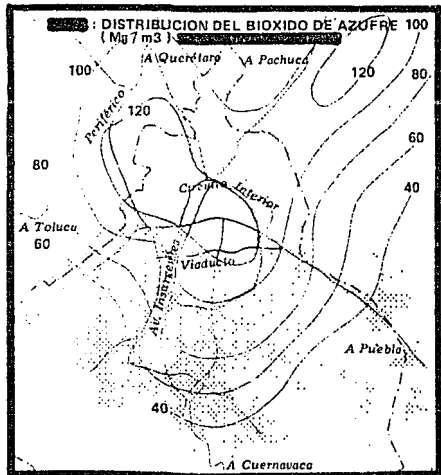 : DISTRIBUCION DEL BIOXIDO DE AZUFRE
( Mg / m3 )
100
A Querétaro
A Pachuca
100
120
80
Periférico
120
60
80
Circuito Interior
40
A Toluca
60
Av. Insurgentes
Viaducto
A Puebla
40
A Cuernavaca